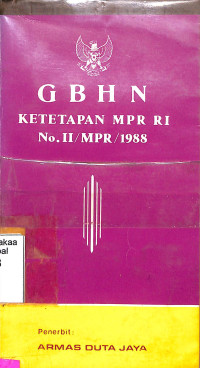 G B H N
KETETAPAN MPR RI
No. II/MPR/1988
Penerbit:
ARMAS DUTA JAYA